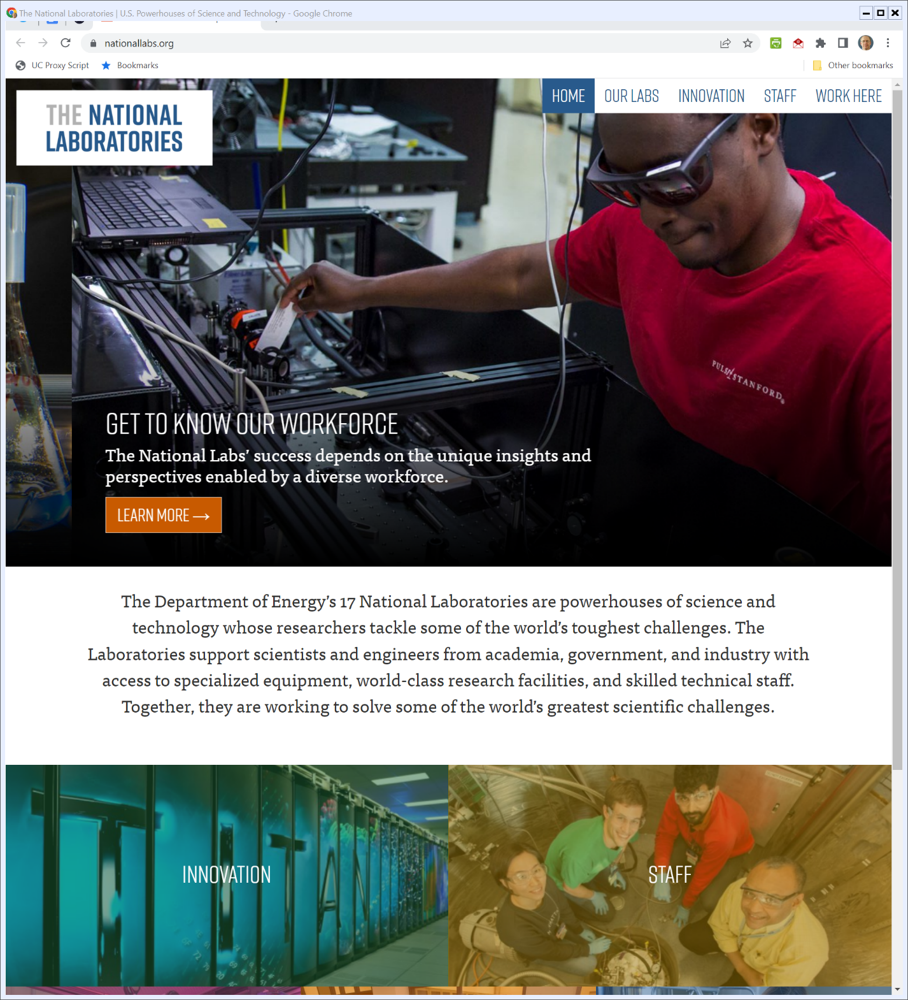 The National Laboratories | U.S. Powerhouses of Science and Technology - Google Chrome
nationallabs.org
UC Proxy Script
Bookmarks
Other bookmarks
THE NATIONAL
LABORATORIES
HOME
OUR LABS
INNOVATION
STAFF
WORK HERE
PULSE STANFORD
GET TO KNOW OUR WORKFORCE
The National Labs’ success depends on the unique insights and
perspectives enabled by a diverse workforce.
LEARN MORE →
The Department of Energy’s 17 National Laboratories are powerhouses of science and
technology whose researchers tackle some of the world’s toughest challenges. The
Laboratories support scientists and engineers from academia, government, and industry with
access to specialized equipment, world-class research facilities, and skilled technical staff.
Together, they are working to solve some of the world’s greatest scientific challenges.
TITAN
INNOVATION
STAFF